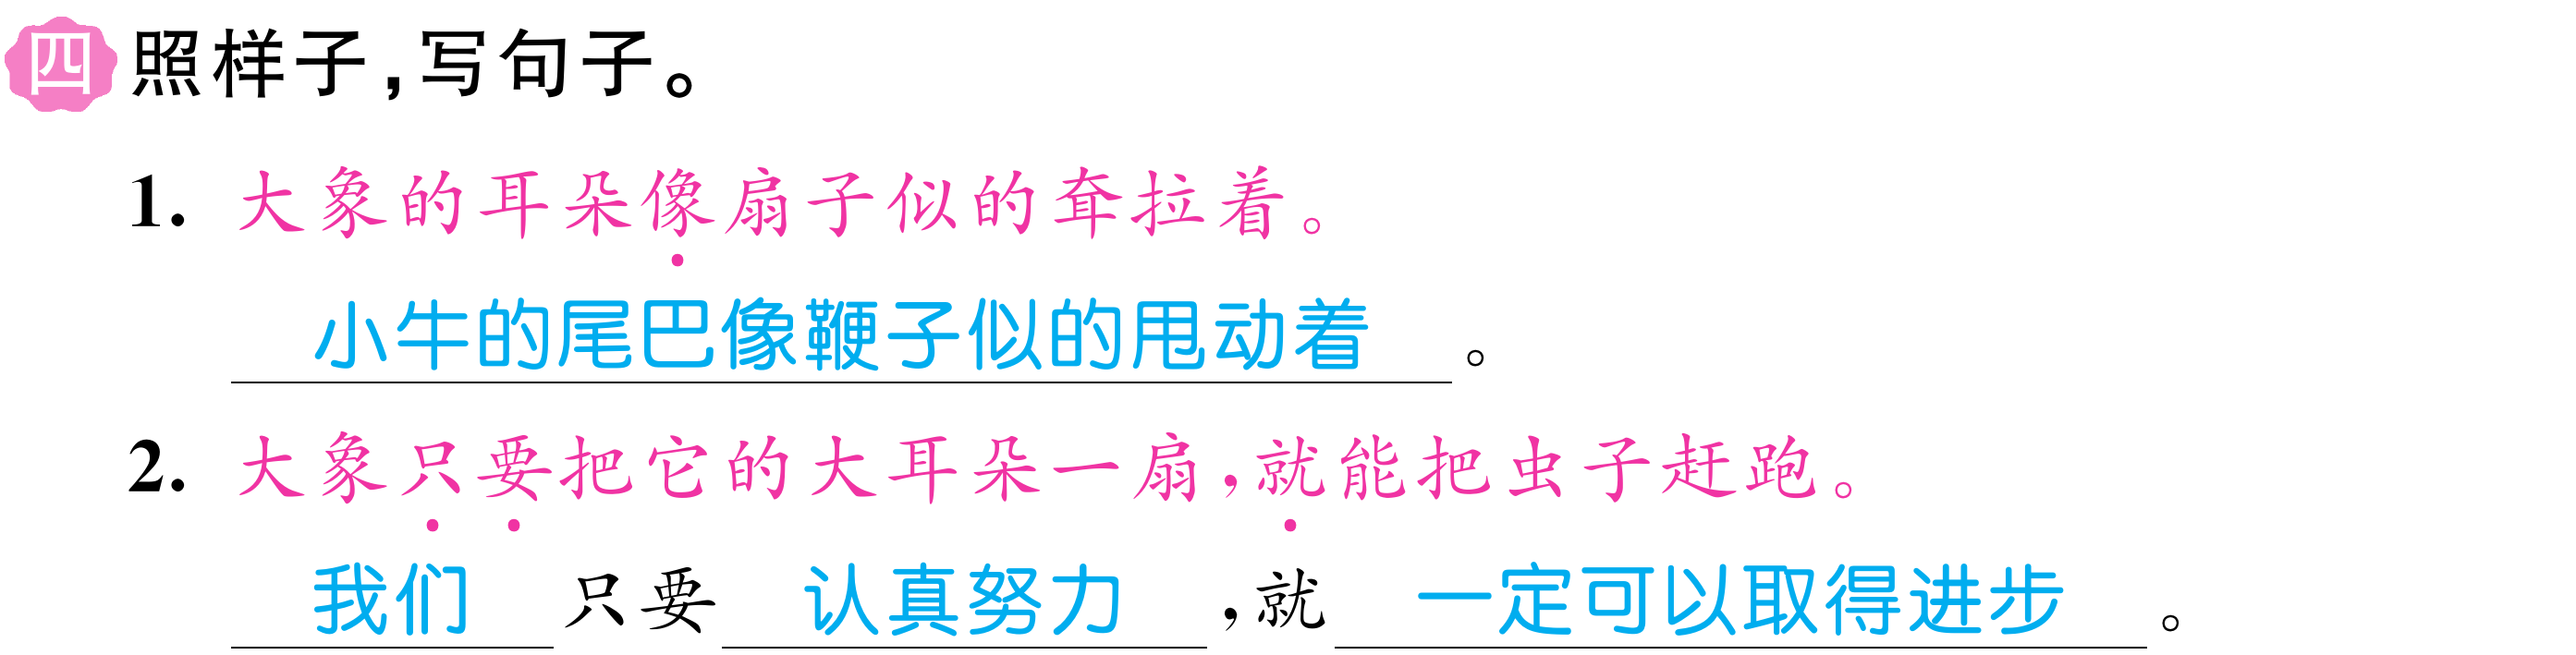 四 照样子,写句子。
1. 大象的耳朵像扇子似的耷拉着。
小牛的尾巴像鞭子似的甩动着。
2. 大象只要把它的大耳朵一扇,就能把虫子赶跑。
我们只要认真努力,就一定可以取得进步。